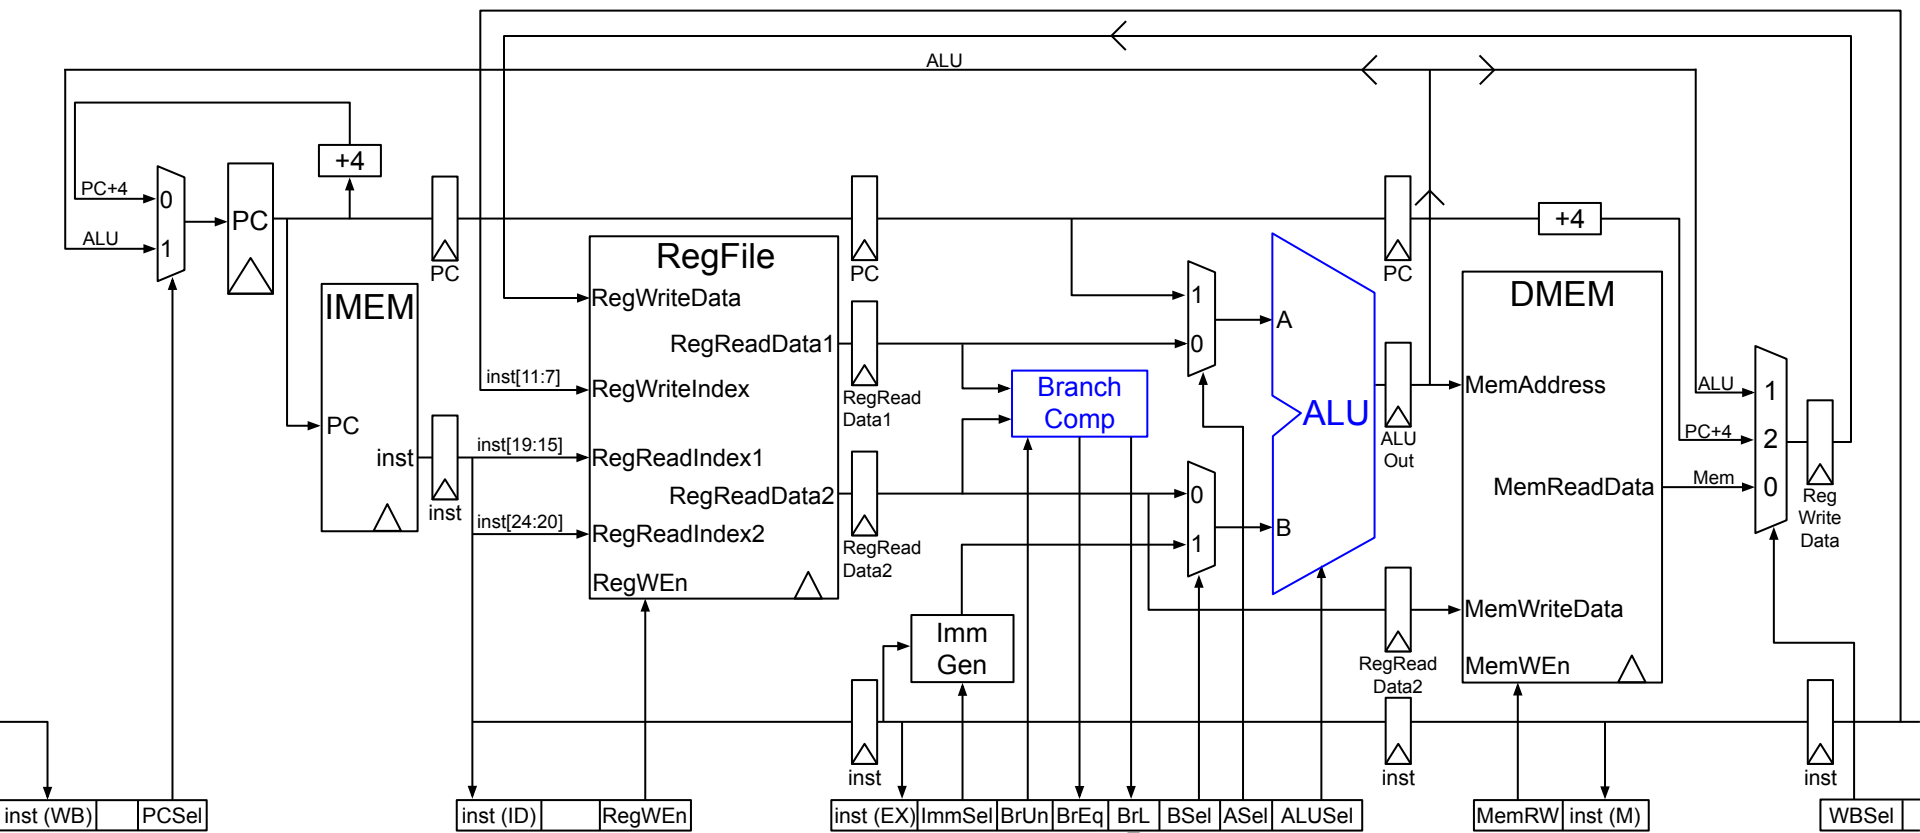 ALU
+4
PC+4
0
ALU
1
PC
PC
IMEM
PC
inst
inst
RegFile
RegWriteData
RegReadData1
inst[11:7]
RegWriteIndex
inst[19:15]
RegReadIndex1
RegReadData2
inst[24:20]
RegReadIndex2
RegWEn
PC
RegRead
Data1
RegRead
Data2
Branch
Comp
Imm
Gen
1
0
0
1
A
ALU
B
PC
ALU
Out
RegRead
Data2
+4
DMEM
MemAddress
MemReadData
MemWriteData
MemWEn
ALU
1
PC+4
2
Mem
0
Reg
Write
Data
inst
inst
inst
inst (WB)
PCSel
inst (ID)
RegWEn
inst (EX)
ImmSel
BrUn
BrEq
BrL
BSel
ASel
ALUSel
MemRW
inst (M)
WBSel